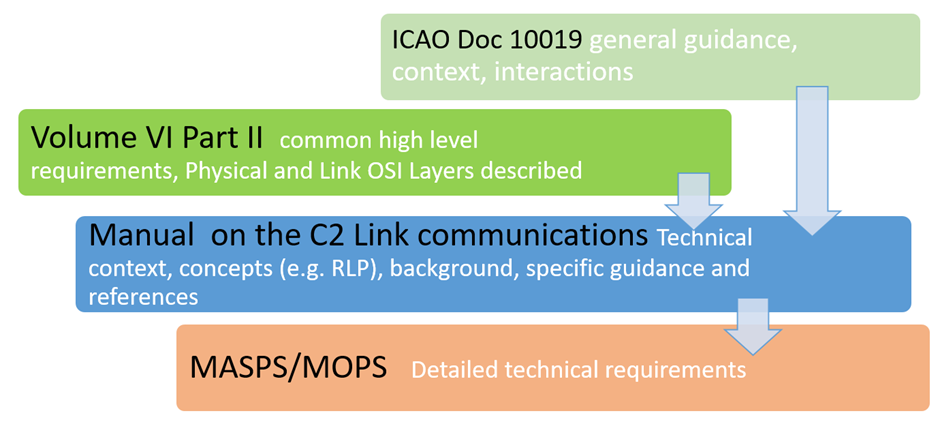 ICAO Doc 10019 general guidance,
context, interactions
Volume VI Part II common high level
requirements, Physical and Link OSI Layers described
Manual on the C2 Link communications Technical
context, concepts (e.g. RLP), background, specific guidance and
references
MASPS/MOPS Detailed technical requirements